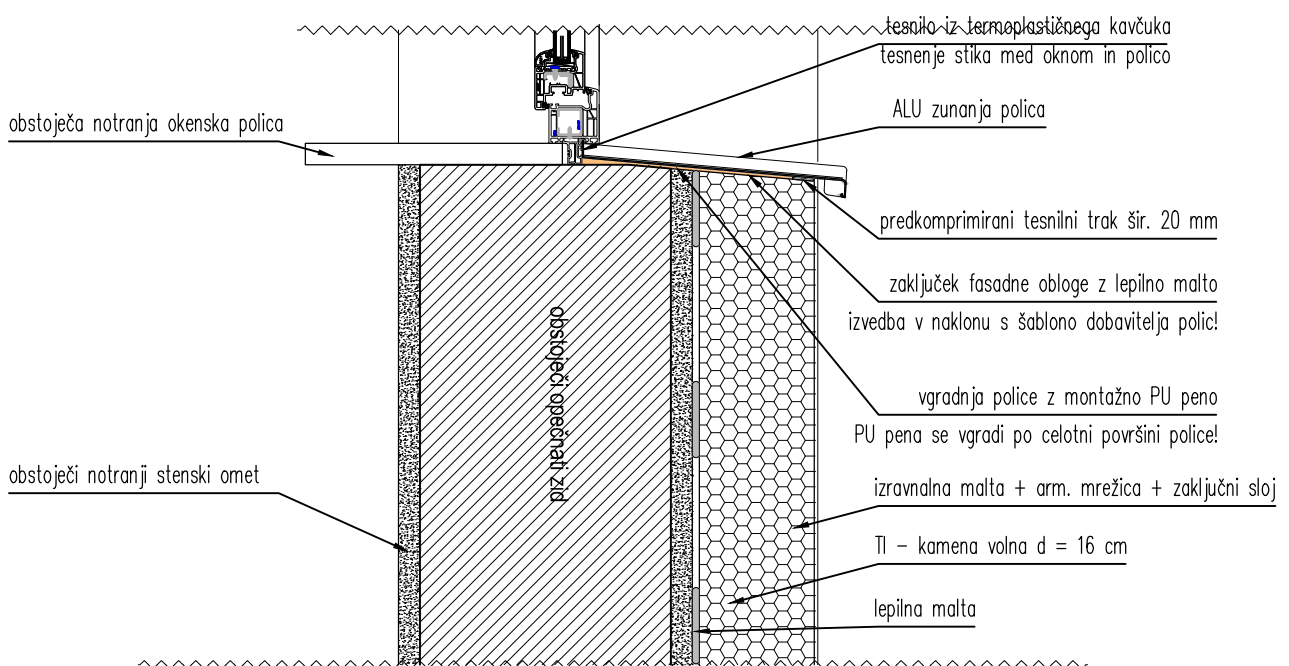 tesnilo iz termoplastičnega kavčuka
tesnenje stika med oknom in polico
ALU zunanja polica
obstoječa notranja okenska polica
predkomprimirani tesnilni trak šir. 20 mm
zaključek fasadne obloge z lepilno malto
izvedba v naklonu s šablono dobavitelja polic!
obstoječi opečnati zid
vgradnja police z montažno PU peno
PU pena se vgradi po celotni površini police!
obstoječi notranji stenski omet
izravnalna malta + arm. mrežica + zaključni sloj
TI - kamena volna d = 16 cm
lepilna malta